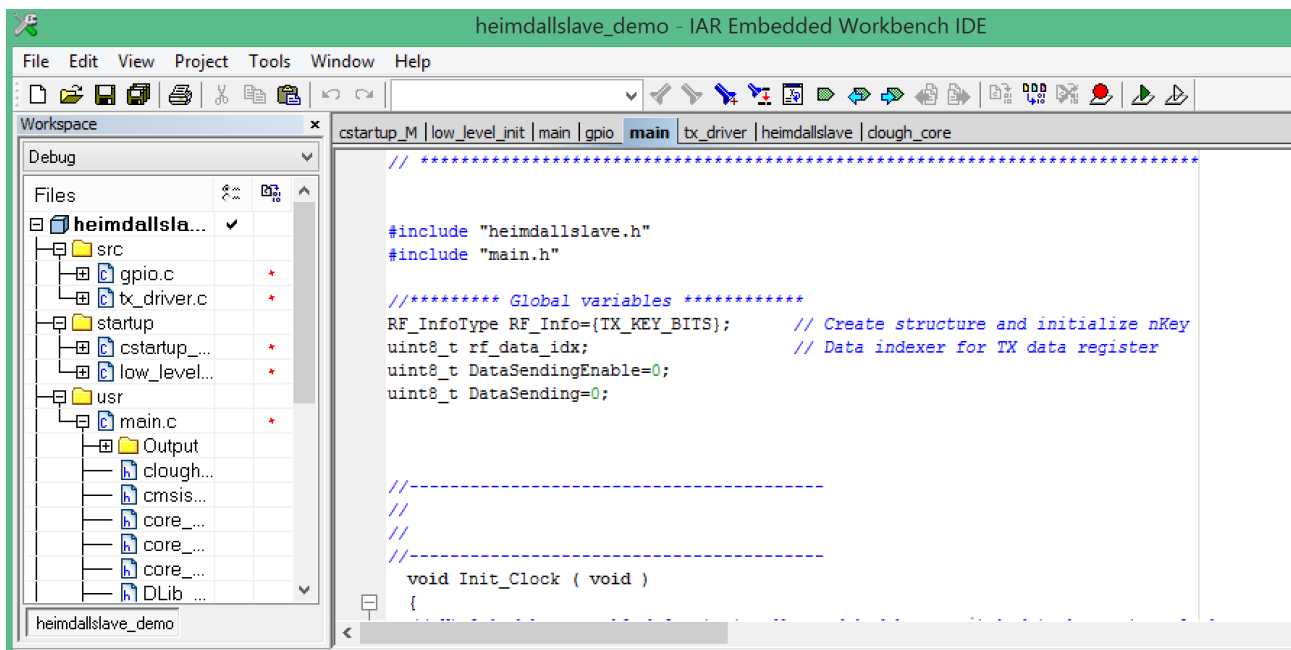 heimdallslave_demo - IAR Embedded Workbench IDE
File Edit View Project Tools Window Help
Workspace x
Debug
Files
heimdallsla...
src
gpio.c
tx_driver.c
startup
cstartup_...
low_level...
usr
main.c
Output
clough...
cmsis...
core_...
core_...
core_...
DLib_...
heimdallslave_demo
cstartup_M | low_level_init | main | gpio main tx_driver | heimdallslave | clough_core
// *****************************************************************************
#include "heimdallslave.h"
#include "main.h"
//********* Global variables ************
RF_InfoType RF_Info={TX_KEY_BITS}; // Create structure and initialize nKey
uint8_t rf_data_idx; // Data indexer for TX data register
uint8_t DataSendingEnable=0;
uint8_t DataSending=0;
//-----------------------------------------
//
//
//-----------------------------------------
void Init_Clock ( void )
{